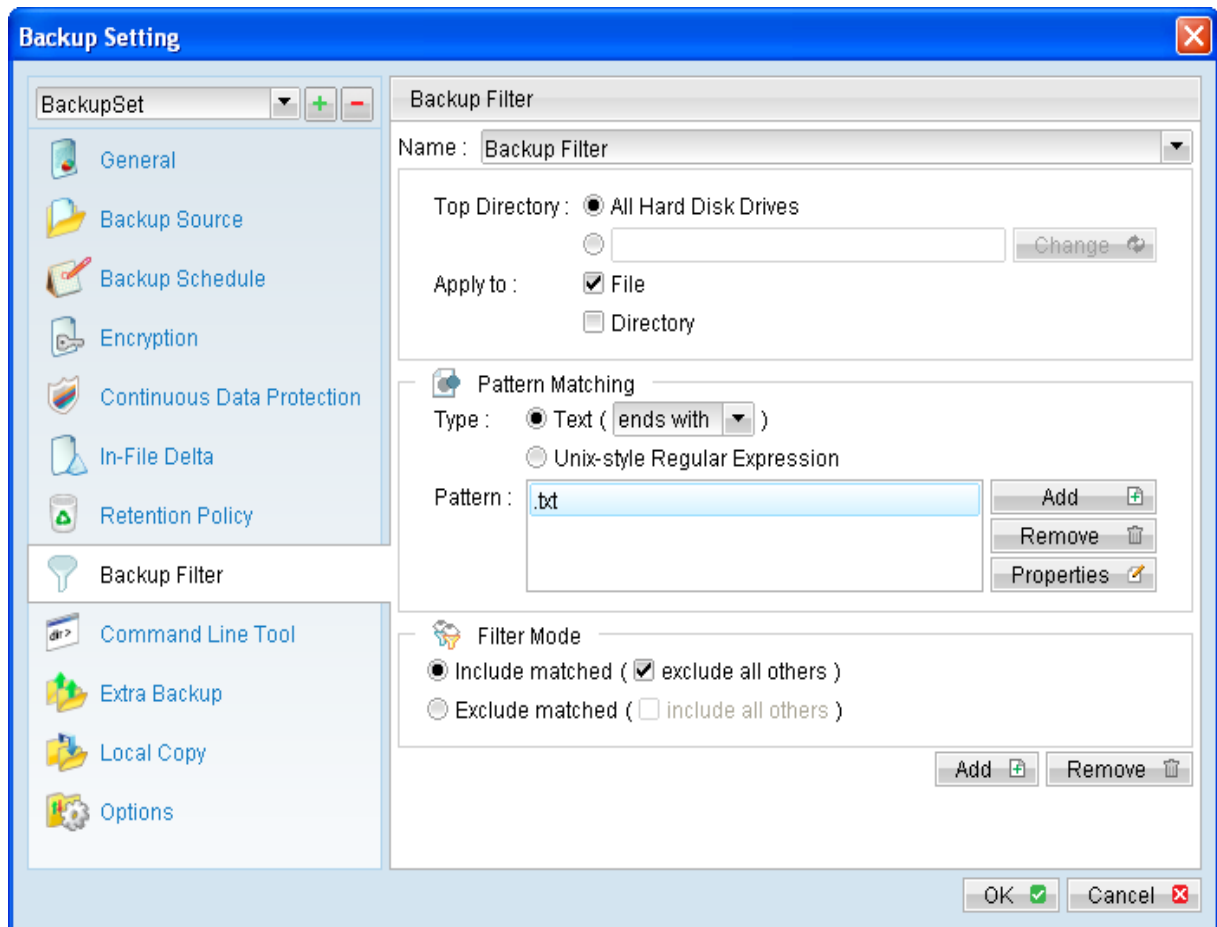 Backup Setting
BackupSet
General
Backup Source
Backup Schedule
Encryption
Continuous Data Protection
In-File Delta
Retention Policy
Backup Filter
Command Line Tool
Extra Backup
Local Copy
Options
Backup Filter
Name : Backup Filter
Top Directory : All Hard Disk Drives
Change
Apply to : File
Directory
Pattern Matching
Type : Text ( ends with )
Unix-style Regular Expression
Pattern : .txt
Add
Remove
Properties
Filter Mode
Include matched ( exclude all others )
Exclude matched ( include all others )
Add Remove
OK Cancel